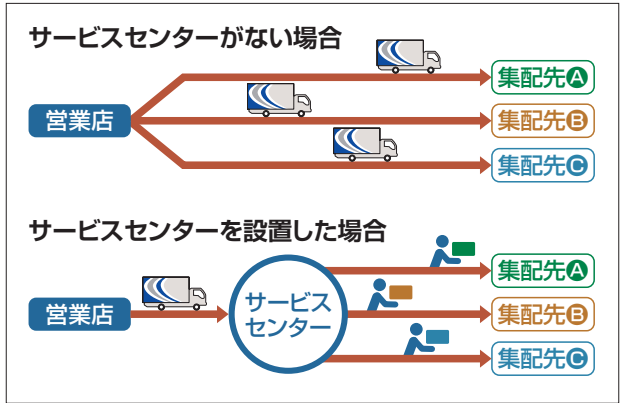 サービスセンターがない場合
営業店
集配先A
集配先B
集配先C
サービスセンターを設置した場合
営業店
サービス
センター
集配先A
集配先B
集配先C